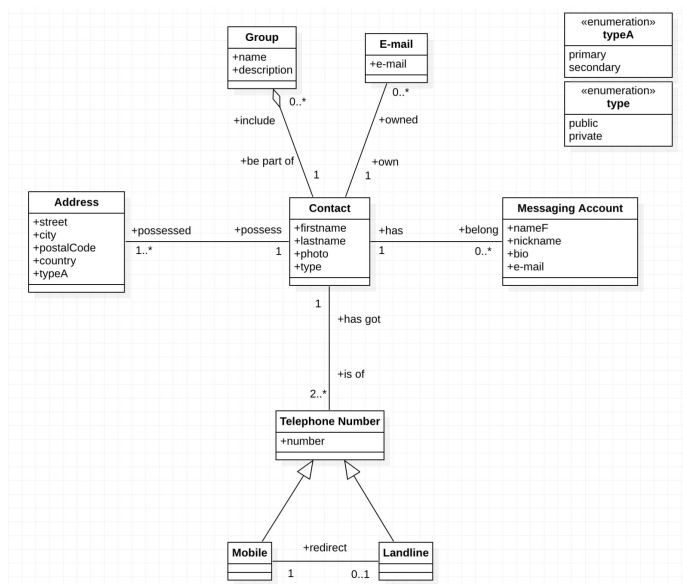 Group
+name
+description
E-mail
+e-mail
«enumeration»
typeA
primary
secondary
«enumeration»
type
public
private
0..*
+include
+be part of
1
0..*
+owned
+own
1
Address
+street
+city
+postalCode
+country
+typeA
+possessed
1..*
+possess
1
Contact
+firstname
+lastname
+photo
+type
+has
1
+belong
0..*
Messaging Account
+nameF
+nickname
+bio
+e-mail
1
+has got
+is of
2..*
Telephone Number
+number
Mobile
+redirect
1
0..1
Landline